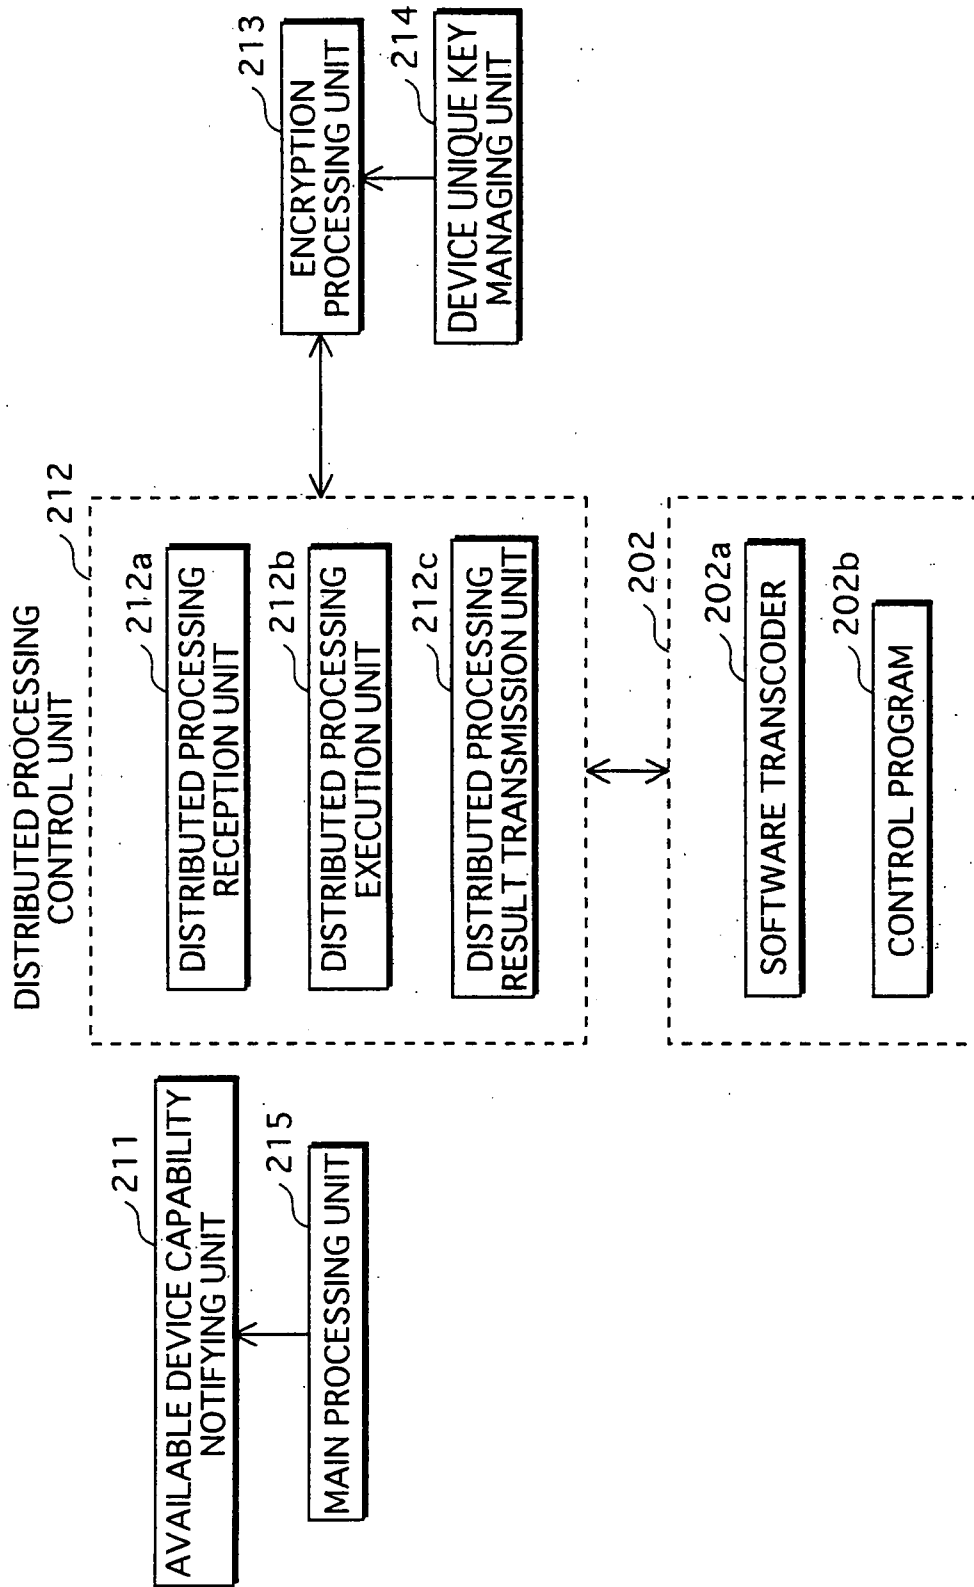 DISTRIBUTED PROCESSING
CONTROL UNIT
212
211
AVAILABLE DEVICE CAPABILITY
NOTIFYING UNIT
215
MAIN PROCESSING UNIT
212a
DISTRIBUTED PROCESSING
RECEPTION UNIT
212b
DISTRIBUTED PROCESSING
EXECUTION UNIT
212c
DISTRIBUTED PROCESSING
RESULT TRANSMISSION UNIT
213
ENCRYPTION
PROCESSING UNIT
214
DEVICE UNIQUE KEY
MANAGING UNIT
202
202a
SOFTWARE TRANSCODER
202b
CONTROL PROGRAM